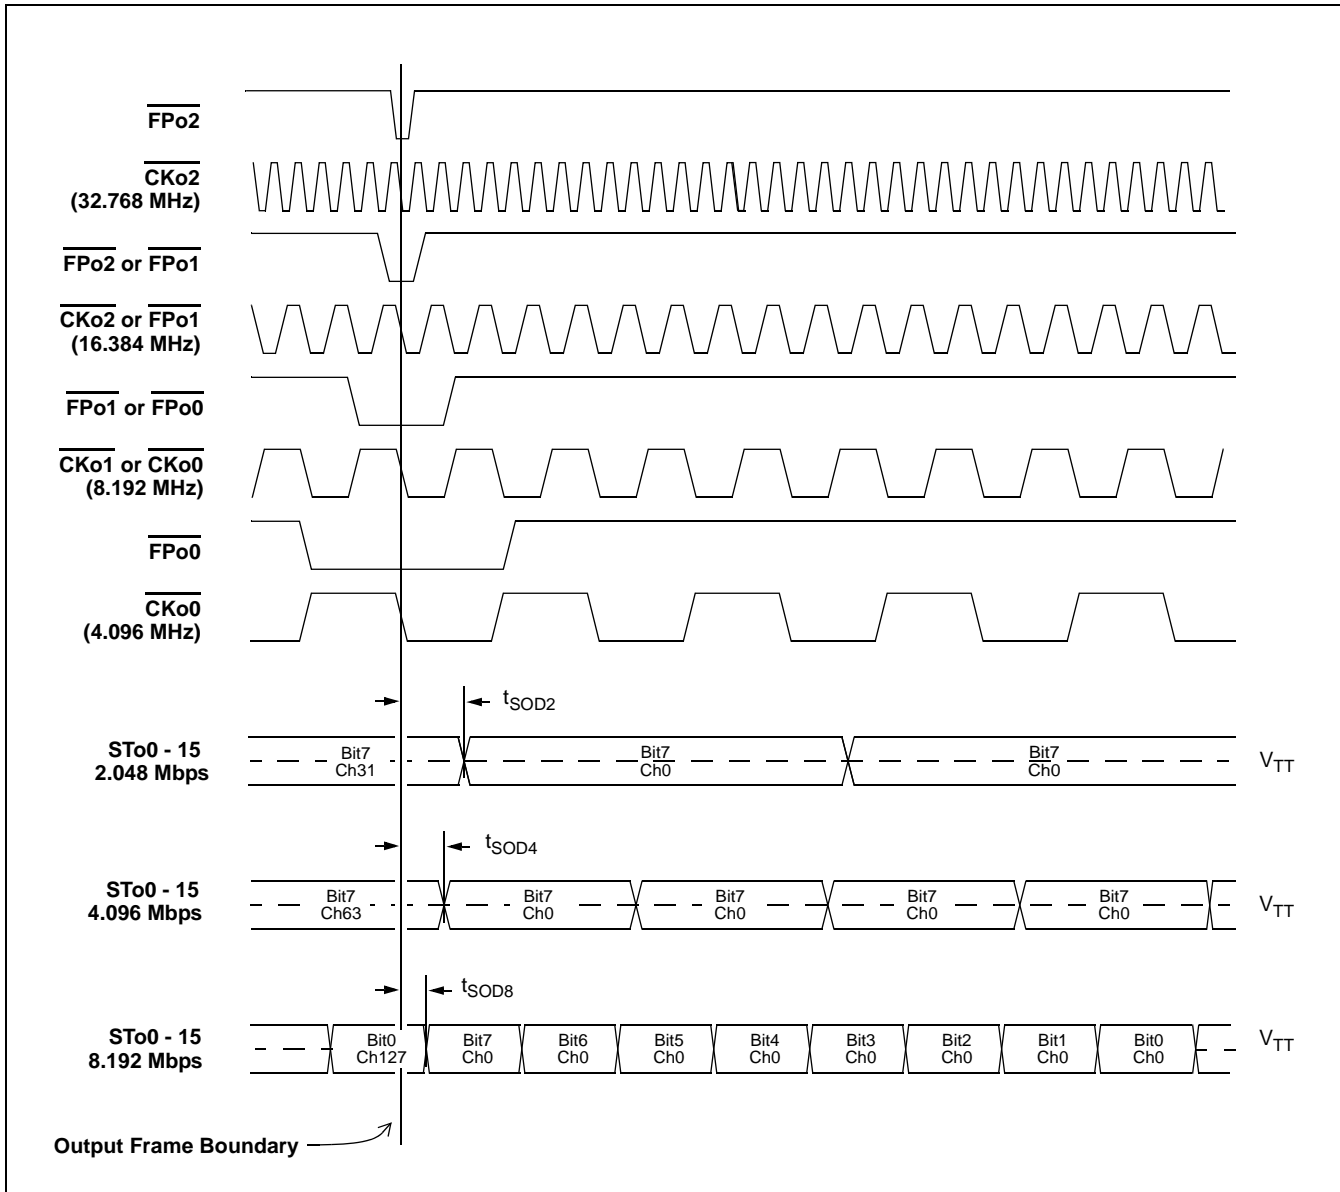 FPo2
CKo2
(32.768 MHz)
FPo2 or FPo1
CKo2 or FPo1
(16.384 MHz)
FPo1 or FPo0
CKo1 or CKo0
(8.192 MHz)
FPo0
CKo0
(4.096 MHz)
tSOD2
STo0 - 15
2.048 Mbps
Bit7 Bit7 Bit7
Ch31 Ch0 Ch0
VTT
tSOD4
STo0 - 15
4.096 Mbps
Bit7 Bit7 Bit7 Bit7 Bit7
Ch63 Ch0 Ch0 Ch0 Ch0
VTT
tSOD8
STo0 - 15
8.192 Mbps
Bit0 Bit7 Bit6 Bit5 Bit4 Bit3 Bit2 Bit1 Bit0
Ch127 Ch0 Ch0 Ch0 Ch0 Ch0 Ch0 Ch0 Ch0
VTT
Output Frame Boundary